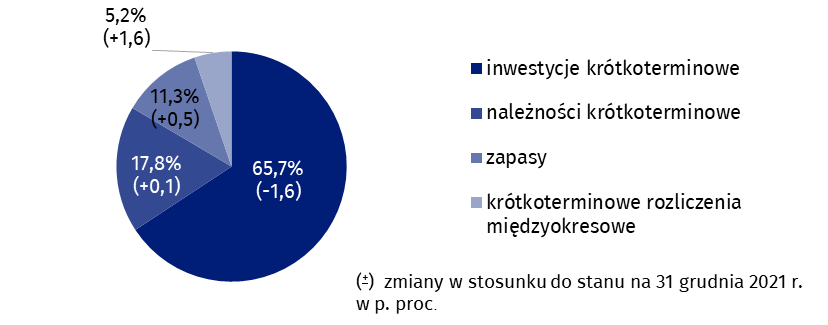 5,2%
(+1,6)
11,3%
(+0,5)
17,8%
(+0,1)
65,7%
(-1,6)
inwestycje krótkoterminowe
należności krótkoterminowe
zapasy
krótkoterminowe rozliczenia
międzyokresowe
(±) zmiany w stosunku do stanu na 31 grudnia 2021 r.
w p. proc.